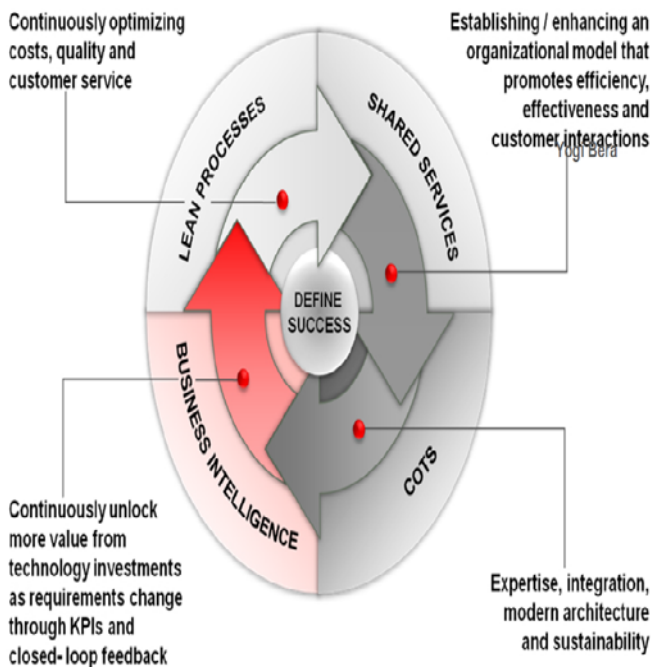 Continuously optimizing
costs, quality and
customer service
Establishing / enhancing an
organizational model that
promotes efficiency,
effectiveness and
customer interactions
Yogi Bera
LEAN PROCESSES
SHARED SERVICES
DEFINE
SUCCESS
BUSINESS INTELLIGENCE
COTS
Continuously unlock
more value from
technology investments
as requirements change
through KPIs and
closed-loop feedback
Expertise, integration,
modern architecture
and sustainability